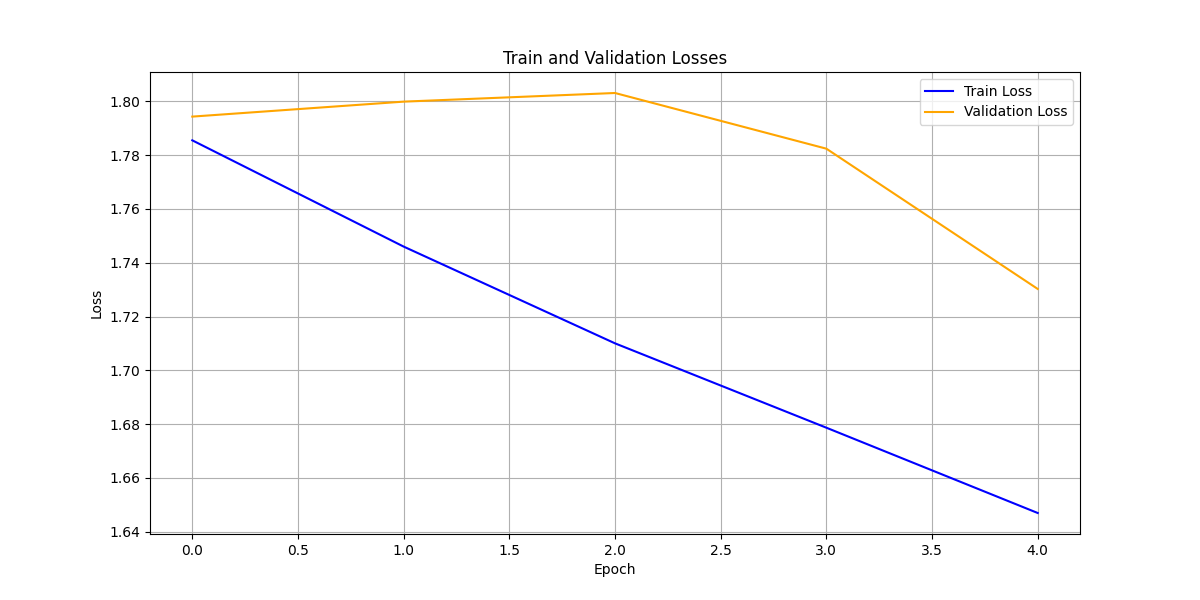 Train and Validation Losses
Train Loss
Validation Loss
Loss
1.80
1.78
1.76
1.74
1.72
1.70
1.68
1.66
1.64
0.0 0.5 1.0 1.5 2.0 2.5 3.0 3.5 4.0
Epoch